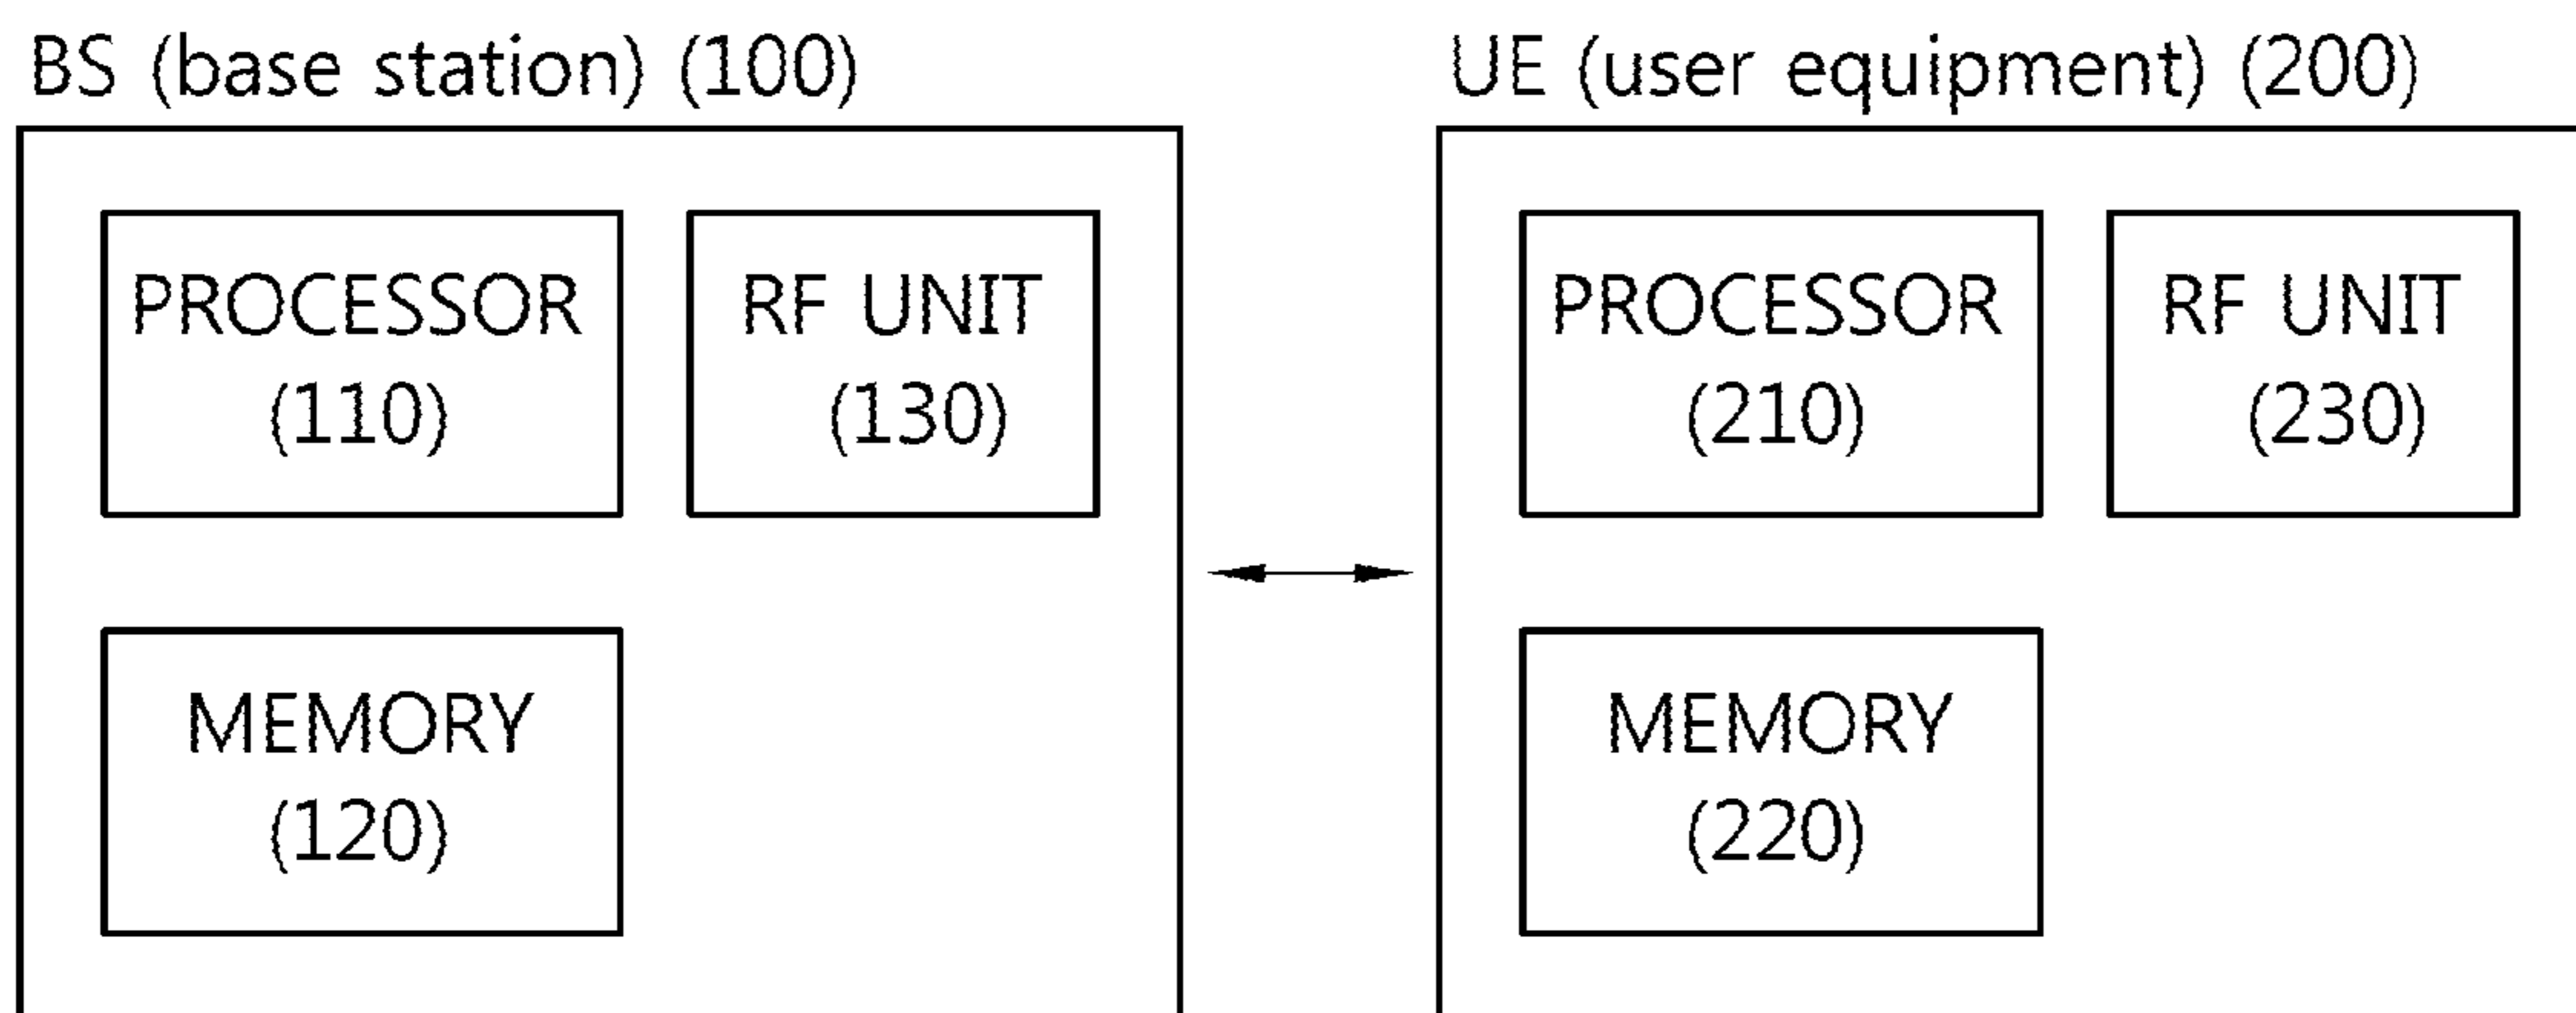 BS (base station) (100)
PROCESSOR
(110)
RF UNIT
(130)
MEMORY
(120)
UE (user equipment) (200)
PROCESSOR
(210)
RF UNIT
(230)
MEMORY
(220)